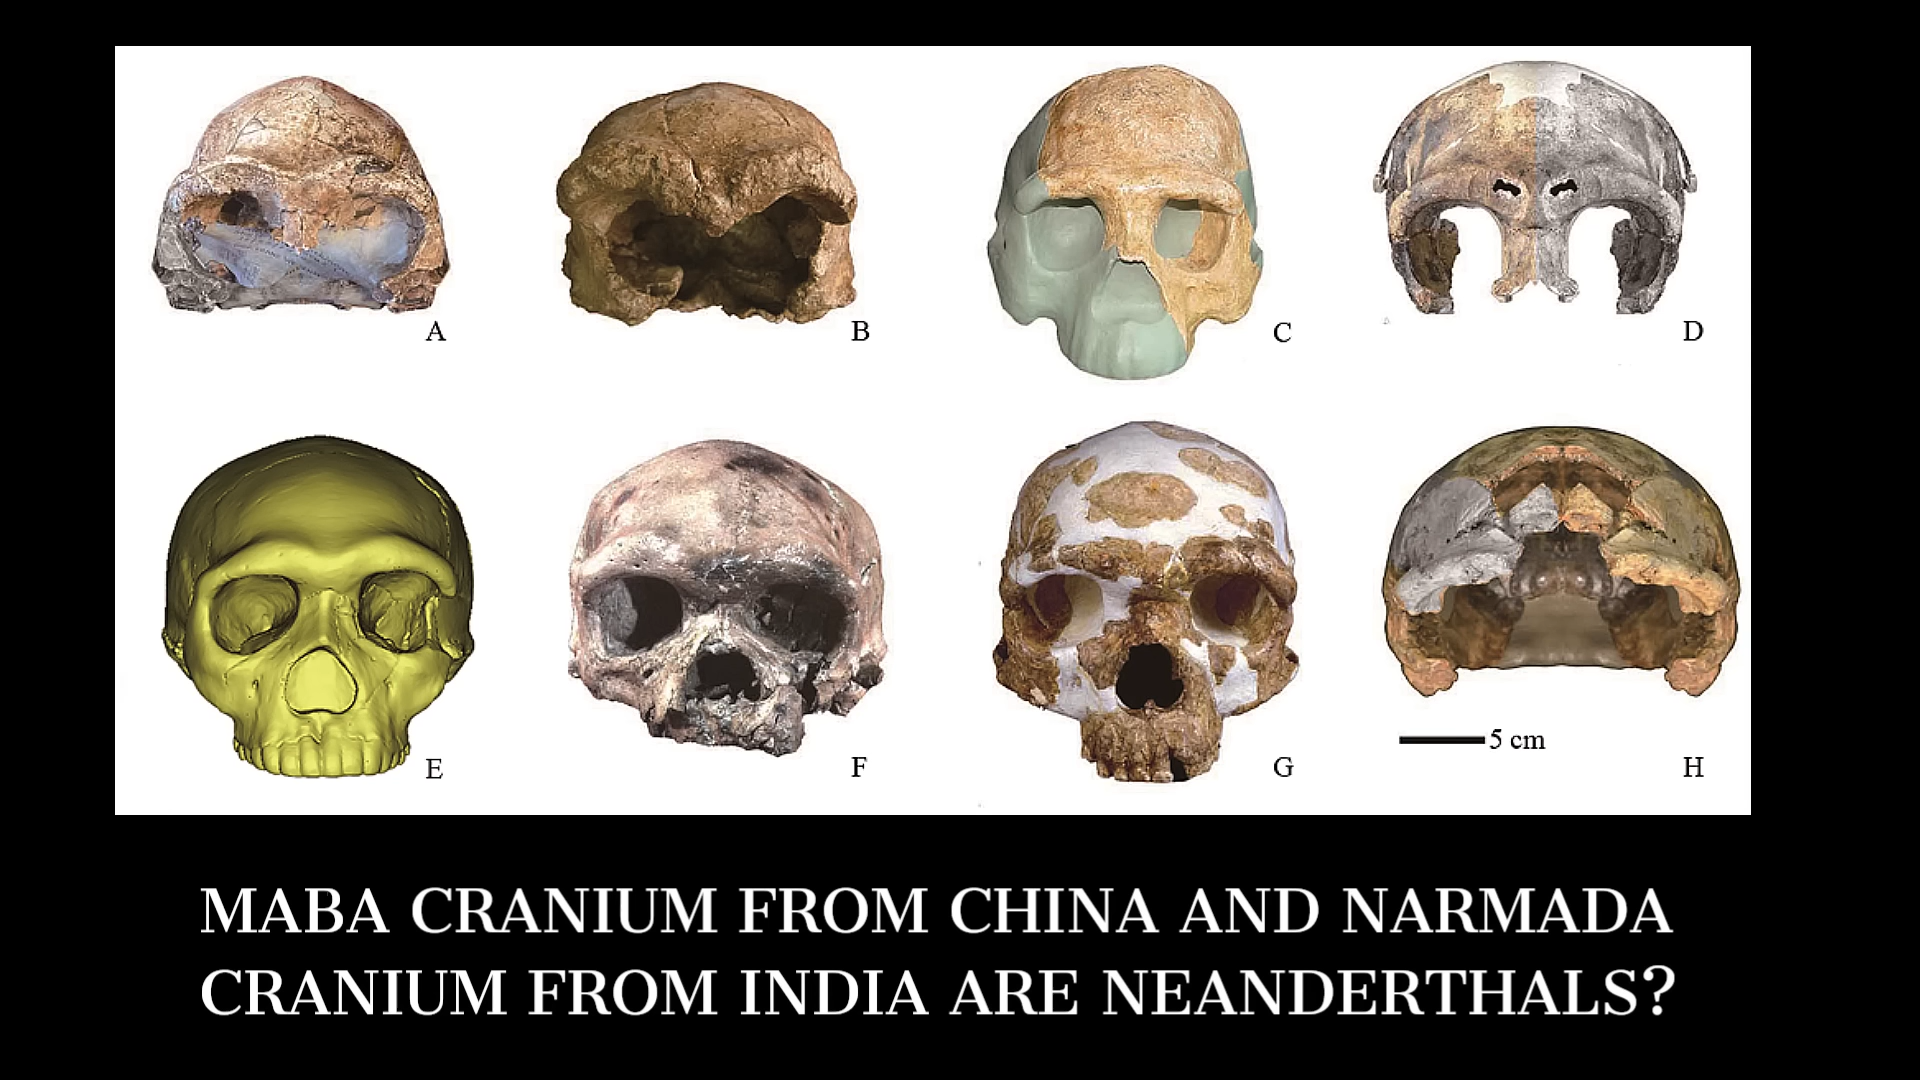 A
B
C
D
E
F
G
5 cm
H
MABA CRANIUM FROM CHINA AND NARMADA
CRANIUM FROM INDIA ARE NEANDERTHALS?